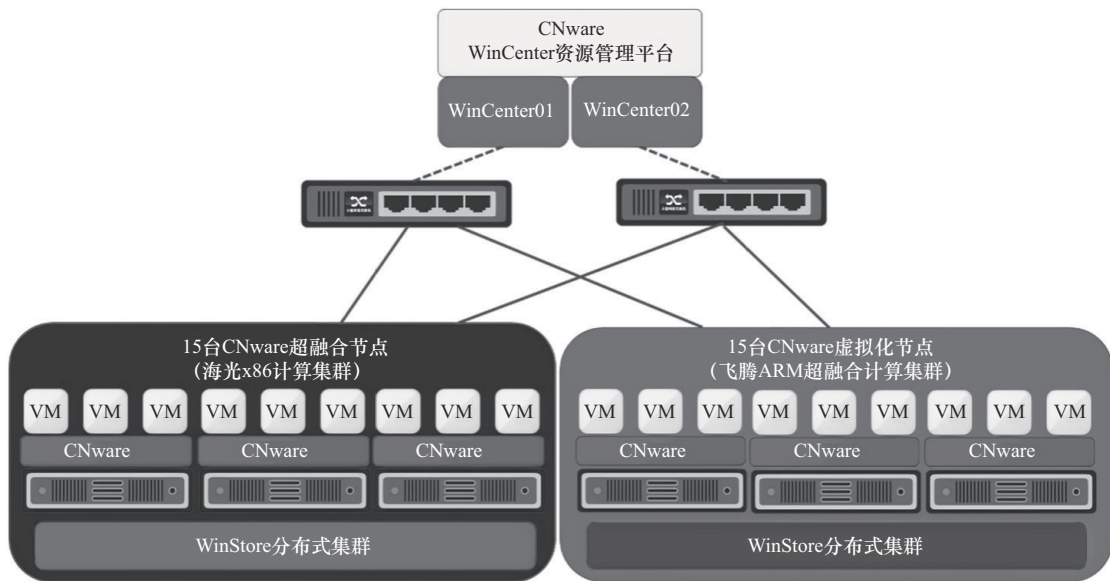 CNware
WinCenter资源管理平台
WinCenter01 WinCenter02
15台CNware超融合节点
（海光x86计算集群）
15台CNware虚拟化节点
（飞腾ARM超融合计算集群）
VM VM VM VM VM VM VM VM VM
VM VM VM VM VM VM VM VM VM
CNware CNware CNware
CNware CNware CNware
WinStore分布式集群
WinStore分布式集群